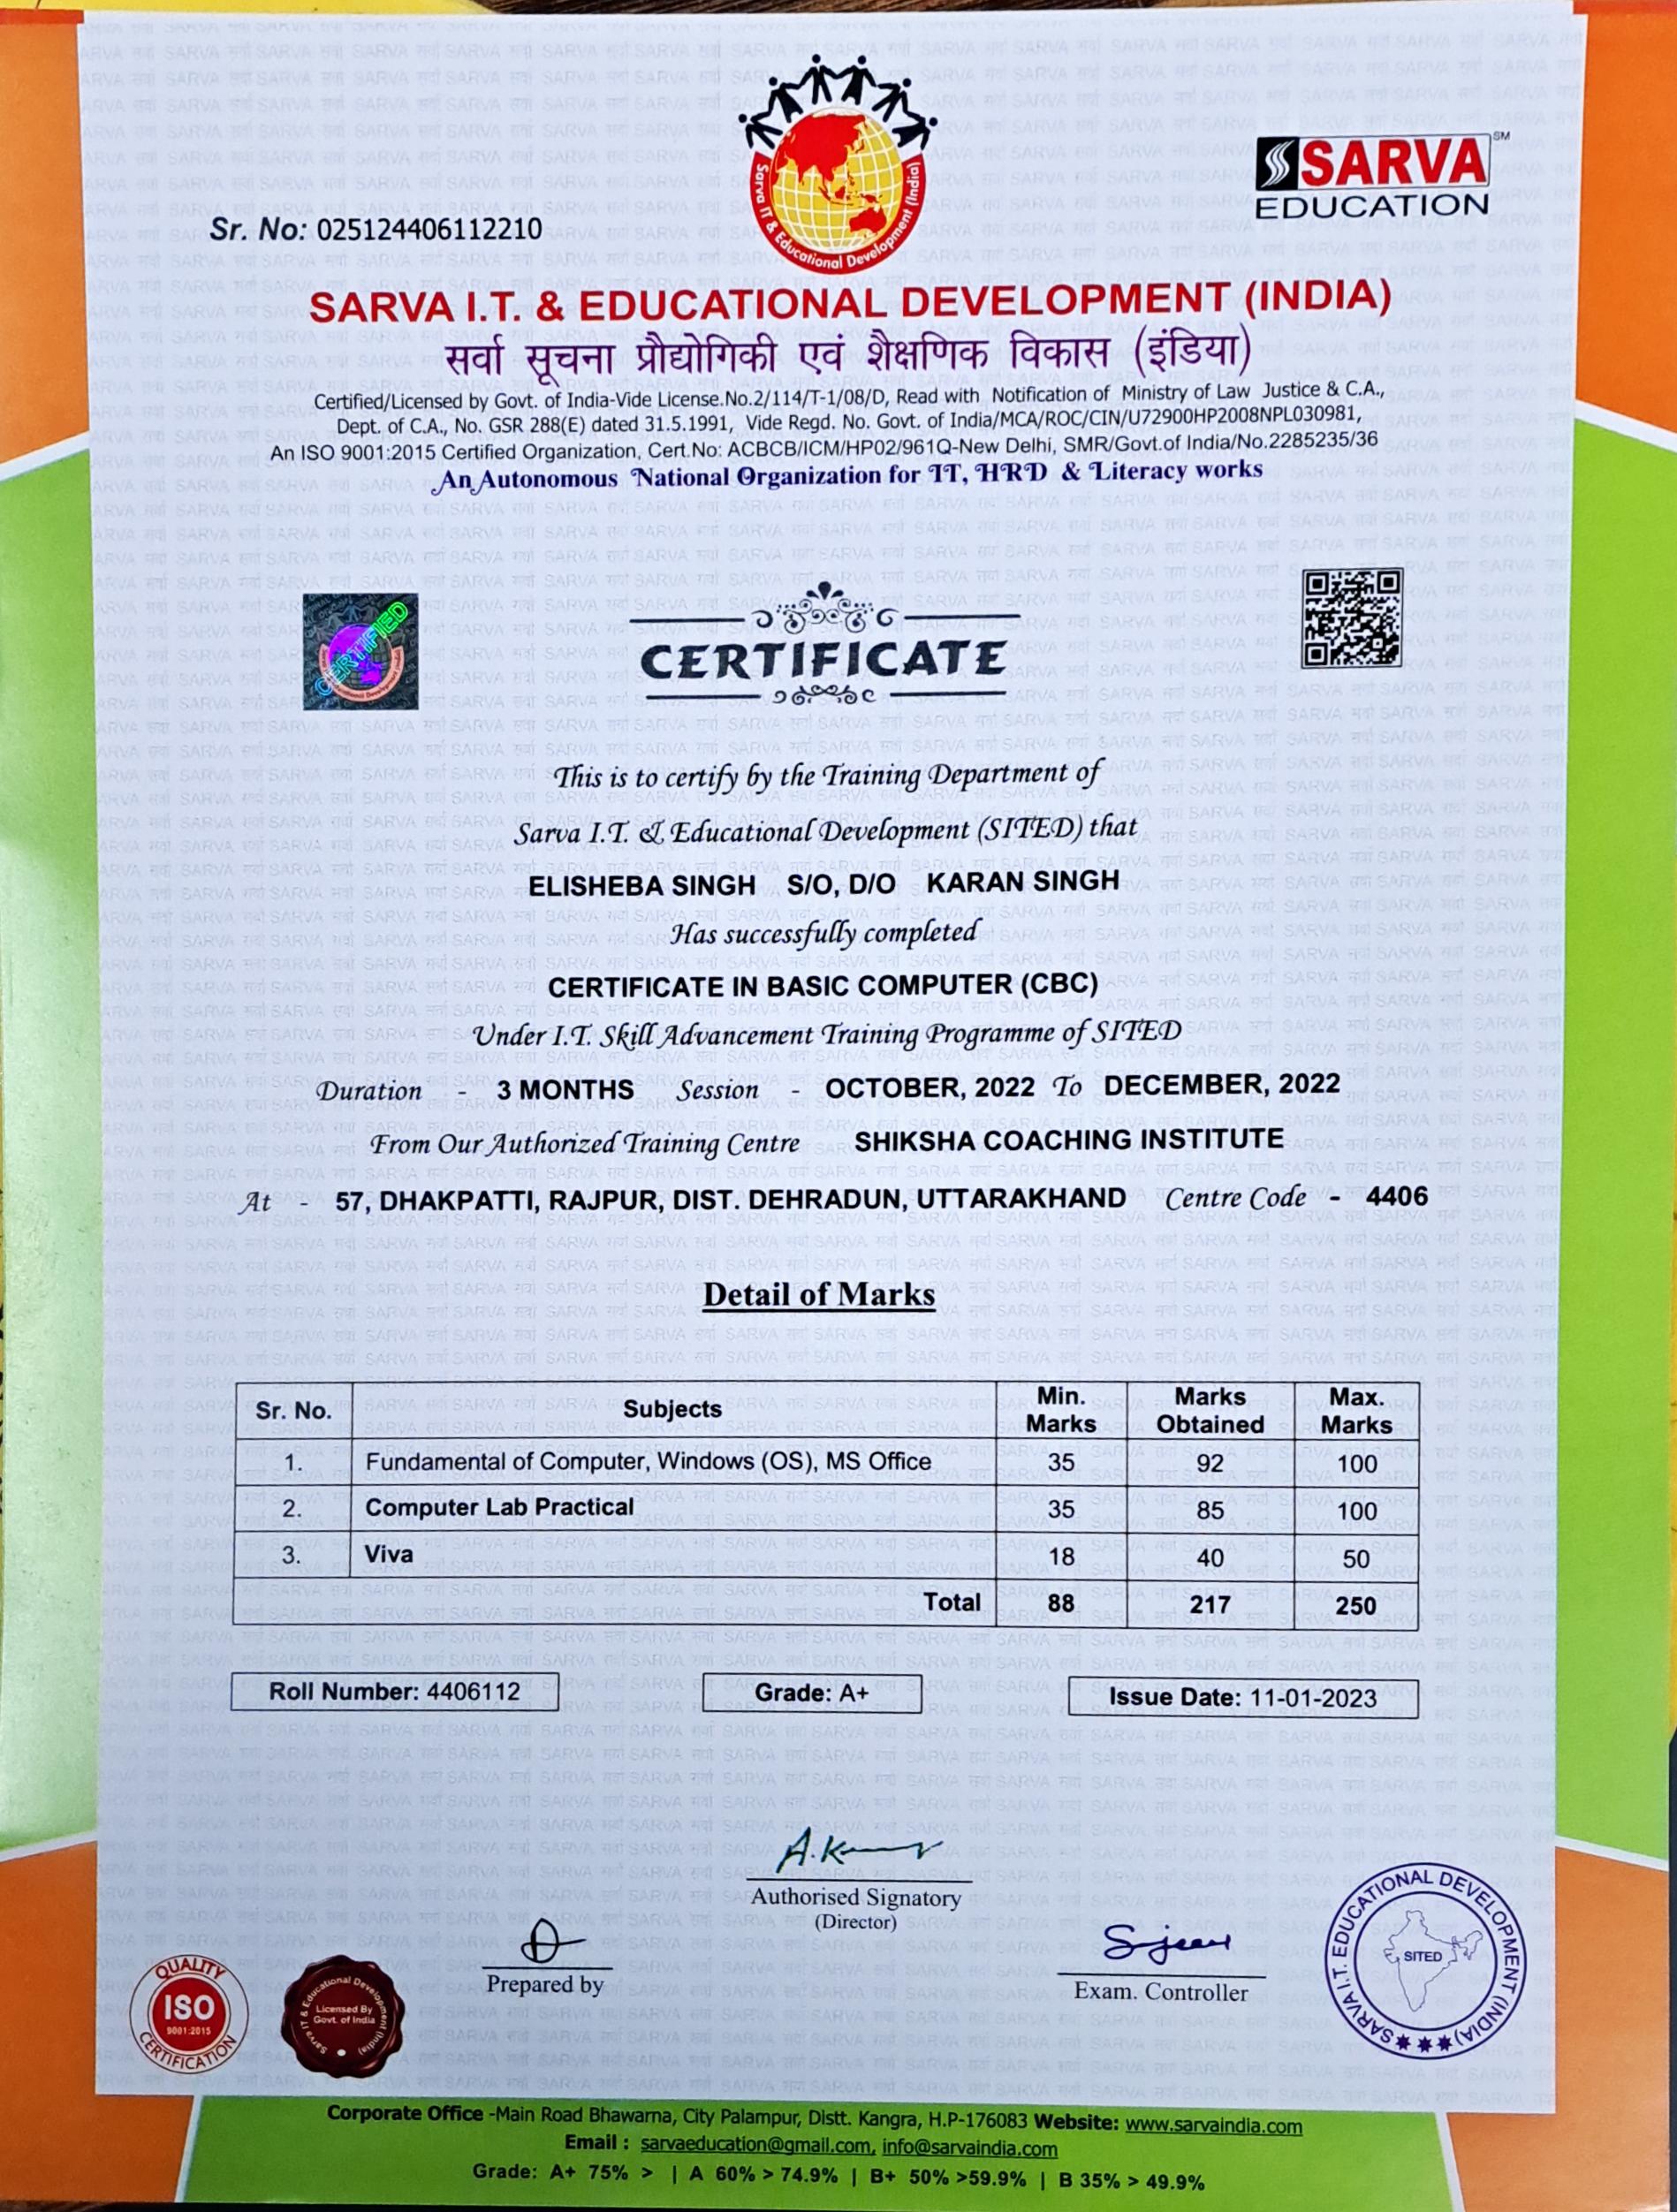 SARVA SM
EDUCATION
Sarva IT & Educational Development (India)
Sr. No: 025124406112210
SARVA I.T. & EDUCATIONAL DEVELOPMENT (INDIA)
सर्वा सूचना प्रौद्योगिकी एवं शैक्षणिक विकास (इंडिया)
Certified/Licensed by Govt. of India-Vide License.No.2/114/T-1/08/D, Read with Notification of Ministry of Law Justice & C.A.,
Dept. of C.A., No. GSR 288(E) dated 31.5.1991, Vide Regd. No. Govt. of India/MCA/ROC/CIN/U72900HP2008NPL030981,
An ISO 9001:2015 Certified Organization, Cert.No: ACBCB/ICM/HP02/961Q-New Delhi, SMR/Govt.of India/No.2285235/36
An Autonomous National Organization for IT, HRD & Literacy works
CERTIFIED
CERTIFICATE
This is to certify by the Training Department of
Sarva I.T. & Educational Development (SITED) that
ELISHEBA SINGH S/O, D/O KARAN SINGH
Has successfully completed
CERTIFICATE IN BASIC COMPUTER (CBC)
Under I.T. Skill Advancement Training Programme of SITED
Duration - 3 MONTHS Session - OCTOBER, 2022 To DECEMBER, 2022
From Our Authorized Training Centre SHIKSHA COACHING INSTITUTE
At - 57, DHAKPATTI, RAJPUR, DIST. DEHRADUN, UTTARAKHAND Centre Code - 4406
Detail of Marks
Sr. No. Subjects Min. Marks Marks Obtained Max. Marks
1. Fundamental of Computer, Windows (OS), MS Office 35 92 100
2. Computer Lab Practical 35 85 100
3. Viva 18 40 50
Total 88 217 250
Roll Number: 4406112 Grade: A+ Issue Date: 11-01-2023
A.K
Authorised Signatory
(Director)
Prepared by
Exam. Controller
QUALITY
ISO
9001:2015
CERTIFICATION
Sarva IT & Educational Development (India)
Licensed By
Govt. of India
SARVA I.T. EDUCATIONAL DEVELOPMENT (INDIA)
SITED
Corporate Office -Main Road Bhawarna, City Palampur, Distt. Kangra, H.P-176083 Website: www.sarvaindia.com
Email : sarvaeducation@gmail.com, info@sarvaindia.com
Grade: A+ 75% > | A 60% > 74.9% | B+ 50% >59.9% | B 35% > 49.9%